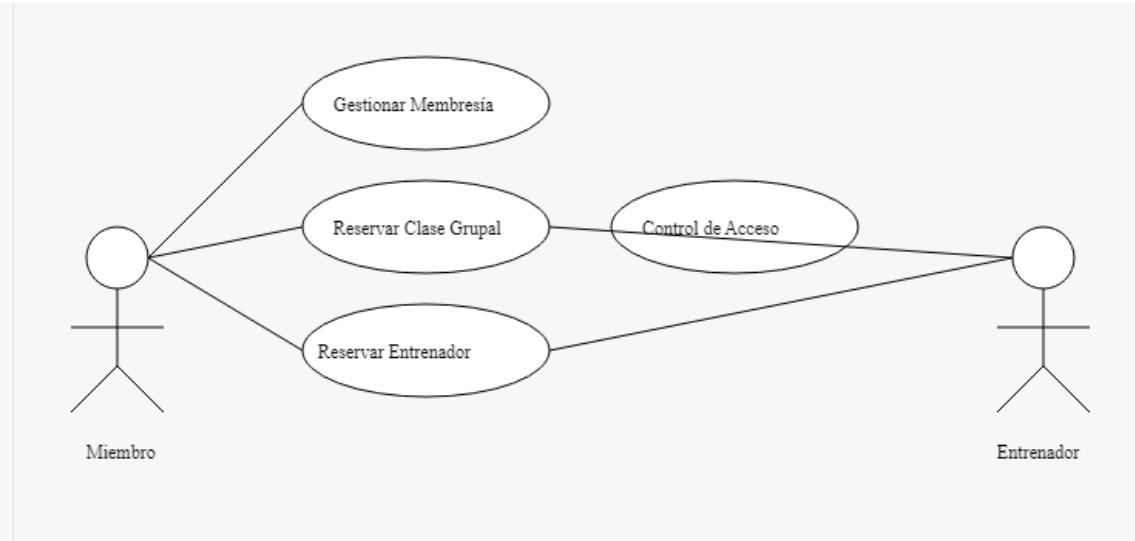 Gestionar Membresía
Reservar Clase Grupal
Control de Acceso
Reservar Entrenador
Miembro
Entrenador